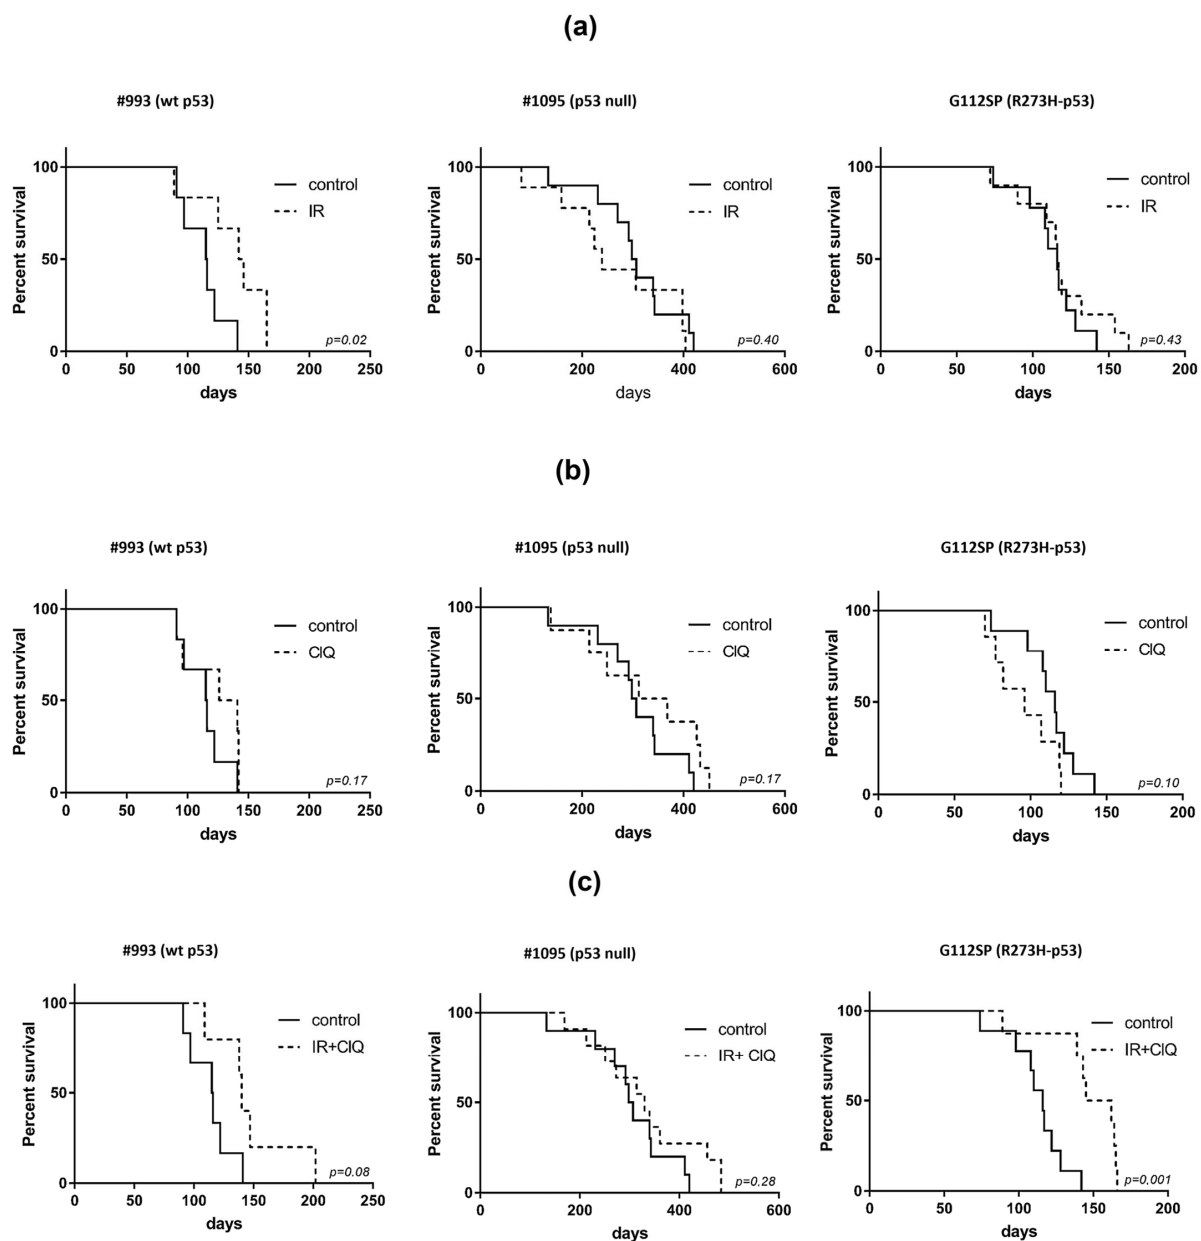 (a)
#993 (wt p53)
Percent survival
100
50
0
control
IR
p=0.02
0 50 100 150 200 250
days
#1095 (p53 null)
Percent survival
100
50
0
control
IR
p=0.40
0 200 400 600
days
G112SP (R273H-p53)
Percent survival
100
50
0
control
IR
p=0.43
0 50 100 150 200
days
(b)
#993 (wt p53)
Percent survival
100
50
0
control
ClQ
p=0.17
0 50 100 150 200 250
days
#1095 (p53 null)
Percent survival
100
50
0
control
ClQ
p=0.17
0 200 400 600
days
G112SP (R273H-p53)
Percent survival
100
50
0
control
ClQ
p=0.10
0 50 100 150 200
days
(c)
#993 (wt p53)
Percent survival
100
50
0
control
IR+ClQ
p=0.08
0 50 100 150 200 250
days
#1095 (p53 null)
Percent survival
100
50
0
control
IR+ ClQ
p=0.28
0 200 400 600
days
G112SP (R273H-p53)
Percent survival
100
50
0
control
IR+ClQ
p=0.001
0 50 100 150 200
days